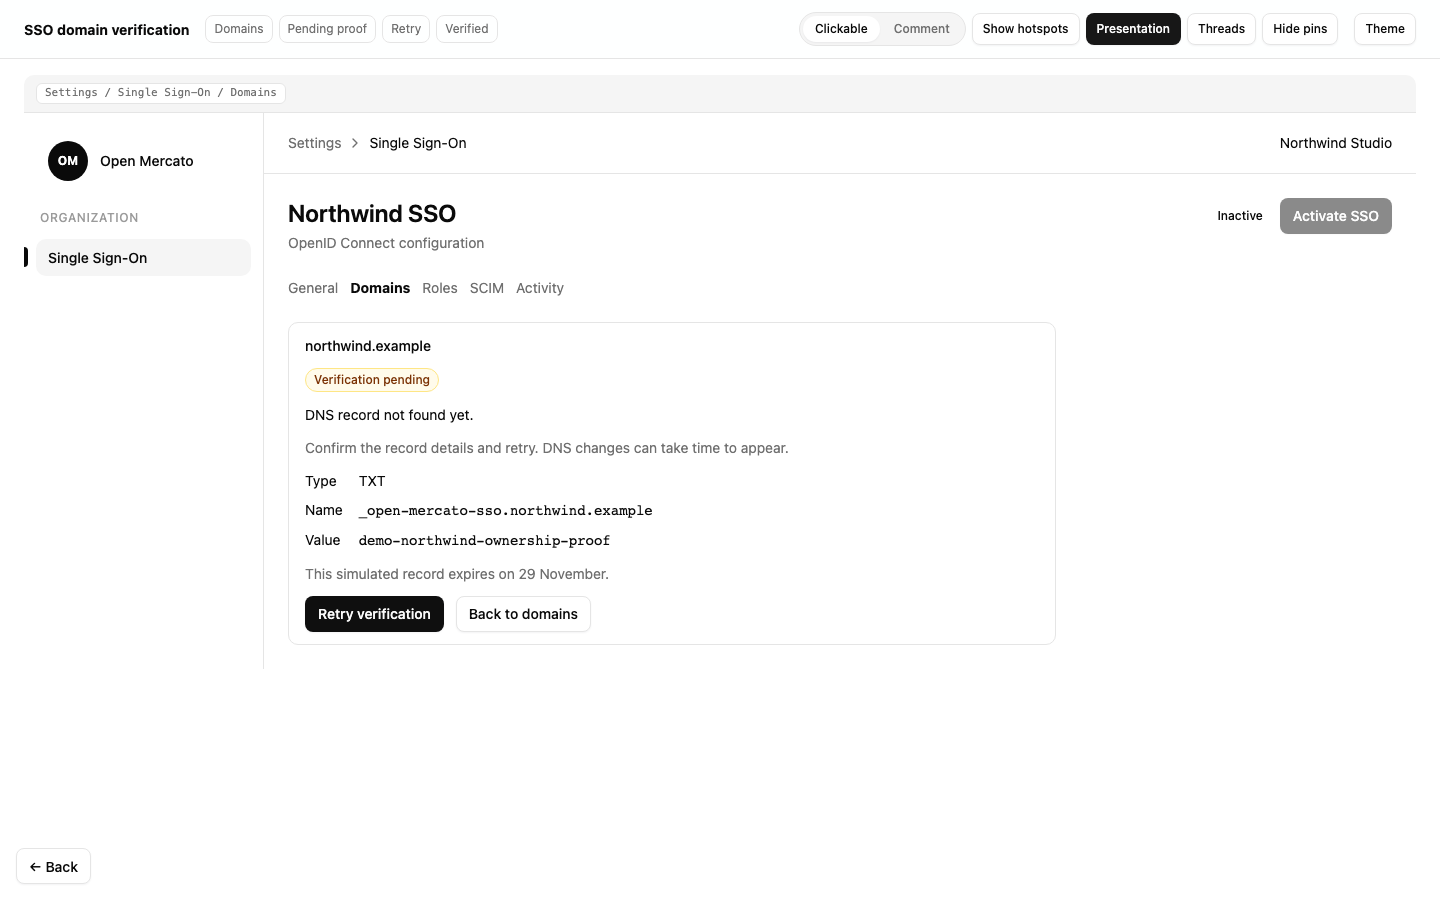 SSO domain verification Domains Pending proof Retry Verified Clickable Comment Show hotspots Presentation Threads Hide pins Theme
Settings / Single Sign-On / Domains
OM Open Mercato
ORGANIZATION
Single Sign-On
Settings > Single Sign-On Northwind Studio
Northwind SSO Inactive Activate SSO
OpenID Connect configuration
General Domains Roles SCIM Activity
northwind.example
Verification pending
DNS record not found yet.
Confirm the record details and retry. DNS changes can take time to appear.
Type TXT
Name _open-mercato-sso.northwind.example
Value demo-northwind-ownership-proof
This simulated record expires on 29 November.
Retry verification Back to domains
← Back